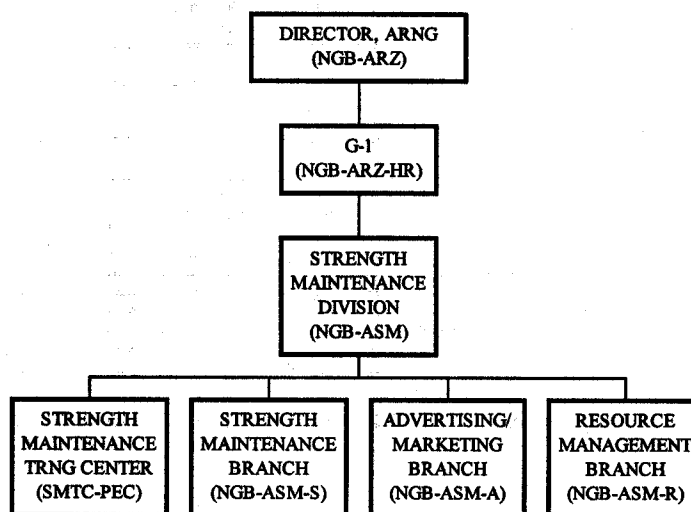 DIRECTOR, ARNG
(NGB-ARZ)
G-1
(NGB-ARZ-HR)
STRENGTH
MAINTENANCE
DIVISION
(NGB-ASM)
STRENGTH
MAINTENANCE
TRNG CENTER
(SMTC-PEC)
STRENGTH
MAINTENANCE
BRANCH
(NGB-ASM-S)
ADVERTISING/
MARKETING
BRANCH
(NGB-ASM-A)
RESOURCE
MANAGEMENT
BRANCH
(NGB-ASM-R)